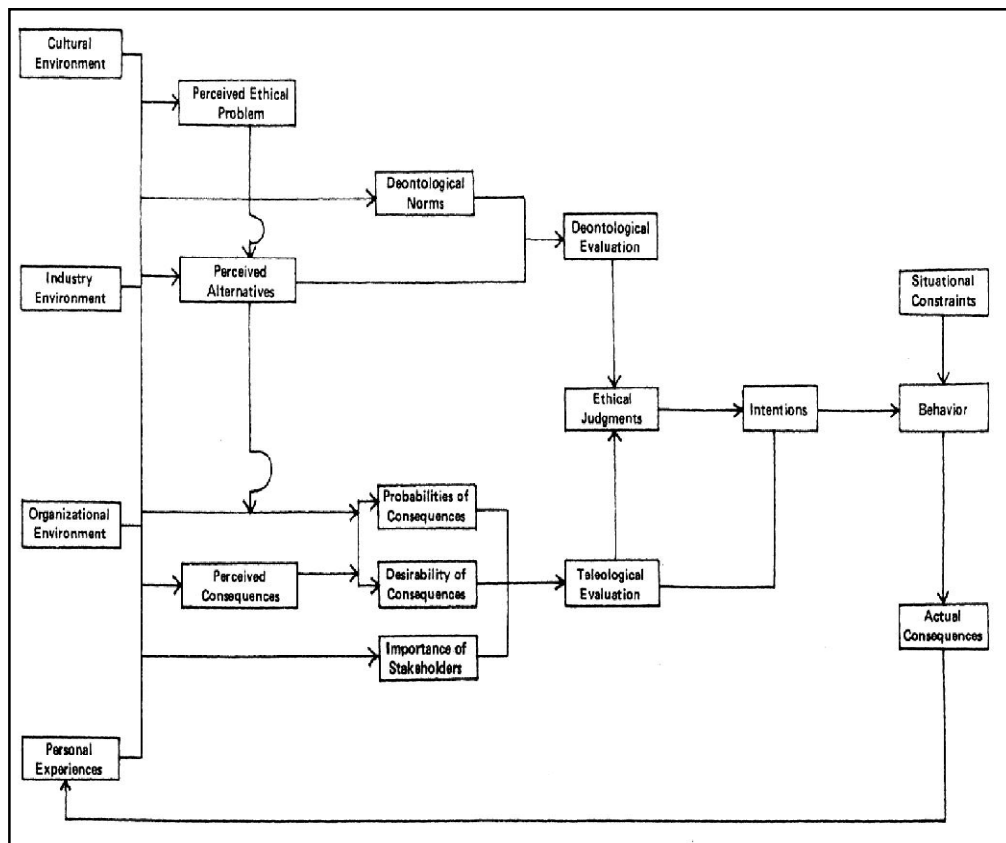 Cultural
Environment
Perceived Ethical
Problem
Deontological
Norms
Deontological
Evaluation
Industry
Environment
Perceived
Alternatives
Situational
Constraints
Ethical
Judgments
Intentions
Behavior
Organizational
Environment
Probabilities of
Consequences
Perceived
Consequences
Desirability of
Consequences
Teleological
Evaluation
Importance of
Stakeholders
Actual
Consequences
Personal
Experiences